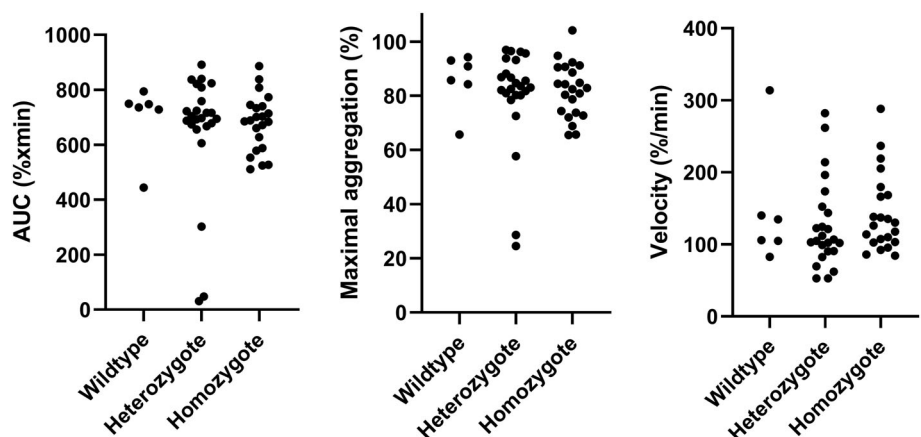 AUC (%xmin)
1000
800
600
400
200
0
Wildtype
Heterozygote
Homozygote
Maximal aggregation (%)
100
80
60
40
20
0
Wildtype
Heterozygote
Homozygote
Velocity (%/min)
400
300
200
100
0
Wildtype
Heterozygote
Homozygote